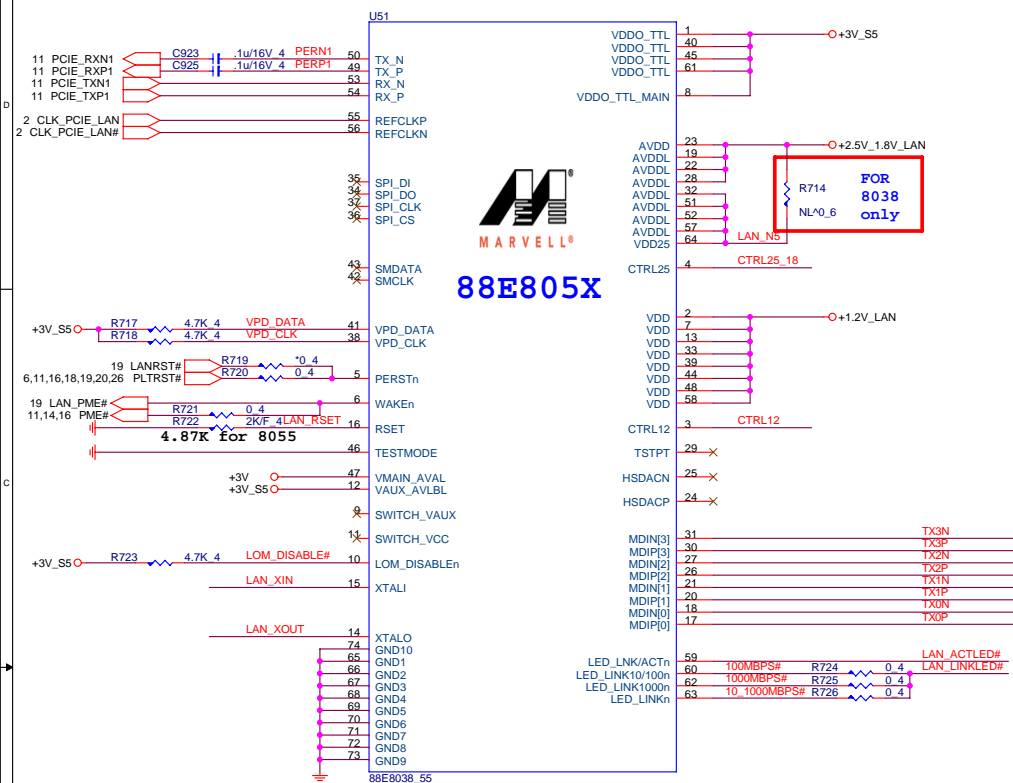 U51
11 PCIE_RXN1 C923 .1u/16V_4 PERN1 50 TX_N
11 PCIE_RXP1 C925 .1u/16V_4 PERP1 49 TX_P
11 PCIE_TXN1 53 RX_N
11 PCIE_TXP1 54 RX_P
2 CLK_PCIE_LAN 55 REFCLKP
2 CLK_PCIE_LAN# 56 REFCLKN
35 SPI_DI
34 SPI_DO
37 SPI_CLK
36 SPI_CS
43 SMDATA
42 SMCLK
+3V_S5 R717 4.7K_4 VPD_DATA 41 VPD_DATA
R718 4.7K_4 VPD_CLK 38 VPD_CLK
19 LANRST# R719 *0_4
6,11,16,18,19,20,26 PLTRST# R720 0_4 5 PERSTn
19 LAN_PME# 6 WAKEn
11,14,16 PME# R721 0_4
R722 2K/F_4 LAN_RSET 16 RSET
4.87K for 8055
46 TESTMODE
+3V 47 VMAIN_AVAL
+3V_S5 12 VAUX_AVLBL
9 SWITCH_VAUX
11 SWITCH_VCC
+3V_S5 R723 4.7K_4 LOM_DISABLE# 10 LOM_DISABLEn
LAN_XIN 15 XTALI
LAN_XOUT 14 XTALO
74 GND10
65 GND1
66 GND2
67 GND3
68 GND4
69 GND5
70 GND6
71 GND7
72 GND8
73 GND9
88E8038_55
D
C
MARVELL®
88E805X
VDDO_TTL 1 +3V_S5
VDDO_TTL 40
VDDO_TTL 45
VDDO_TTL 61
VDDO_TTL_MAIN 8
AVDD 23 +2.5V_1.8V_LAN
AVDDL 19
AVDDL 22
AVDDL 28
AVDDL 32
AVDDL 51
AVDDL 52
AVDDL 57
VDD25 64 LAN_N5
R714
NL^0_6
FOR
8038
only
CTRL25 4 CTRL25_18
VDD 2 +1.2V_LAN
VDD 7
VDD 13
VDD 33
VDD 39
VDD 44
VDD 48
VDD 58
CTRL12 3 CTRL12
TSTPT 29
HSDACN 25
HSDACP 24
MDIN[3] 31 TX3N
MDIP[3] 30 TX3P
MDIN[2] 27 TX2N
MDIP[2] 26 TX2P
MDIN[1] 21 TX1N
MDIP[1] 20 TX1P
MDIN[0] 18 TX0N
MDIP[0] 17 TX0P
LED_LNK/ACTn 59 LAN_ACTLED#
LED_LINK10/100n 60 100MBPS# R724 0_4 LAN_LINKLED#
LED_LINK1000n 62 1000MBPS# R725 0_4
LED_LINKn 63 10_1000MBPS# R726 0_4